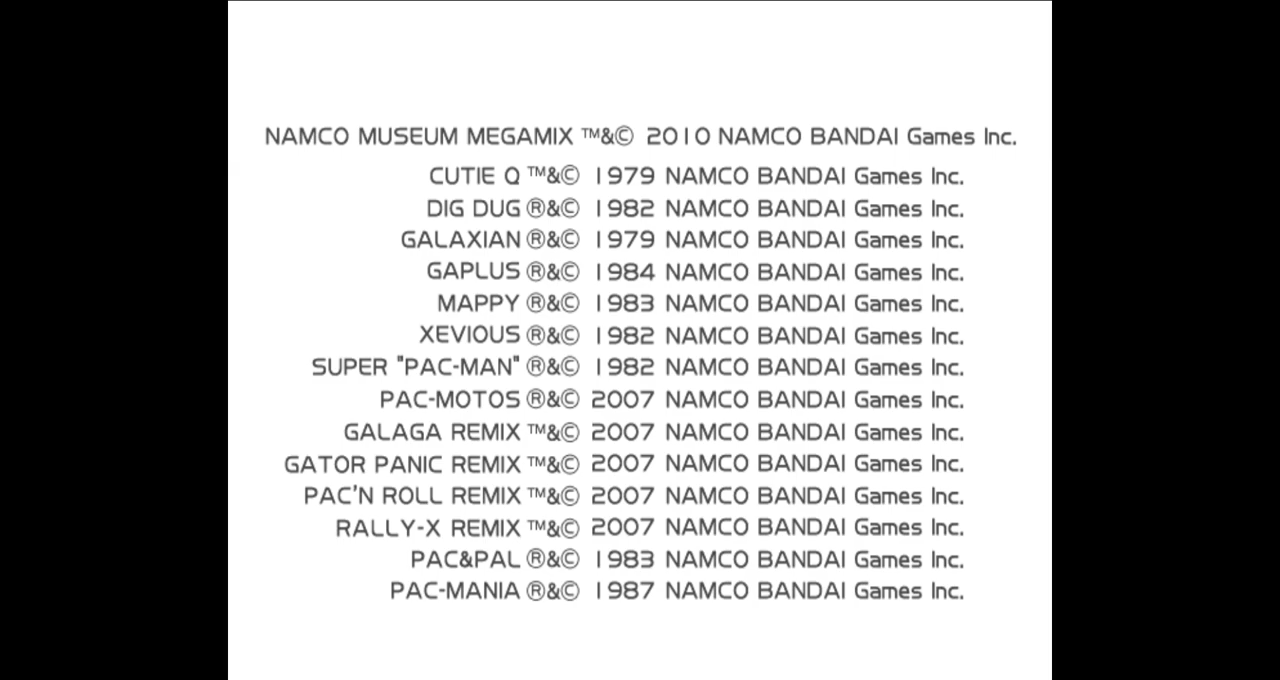 NAMCO MUSEUM MEGAMIX ™&© 2010 NAMCO BANDAI Games Inc.
CUTIE Q ™&© 1979 NAMCO BANDAI Games Inc.
DIG DUG ®&© 1982 NAMCO BANDAI Games Inc.
GALAXIAN ®&© 1979 NAMCO BANDAI Games Inc.
GAPLUS ®&© 1984 NAMCO BANDAI Games Inc.
MAPPY ®&© 1983 NAMCO BANDAI Games Inc.
XEVIOUS ®&© 1982 NAMCO BANDAI Games Inc.
SUPER "PAC-MAN" ®&© 1982 NAMCO BANDAI Games Inc.
PAC-MOTOS ®&© 2007 NAMCO BANDAI Games Inc.
GALAGA REMIX ™&© 2007 NAMCO BANDAI Games Inc.
GATOR PANIC REMIX ™&© 2007 NAMCO BANDAI Games Inc.
PAC'N ROLL REMIX ™&© 2007 NAMCO BANDAI Games Inc.
RALLY-X REMIX ™&© 2007 NAMCO BANDAI Games Inc.
PAC&PAL ®&© 1983 NAMCO BANDAI Games Inc.
PAC-MANIA ®&© 1987 NAMCO BANDAI Games Inc.